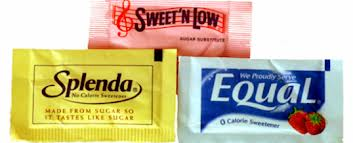 SWEET'N LOW
SUGAR SUBSTITUTE
Splenda®
No Calorie Sweetener
MADE FROM SUGAR SO
IT TASTES LIKE SUGAR
We Proudly Serve
EQUAL
0 Calorie Sweetener